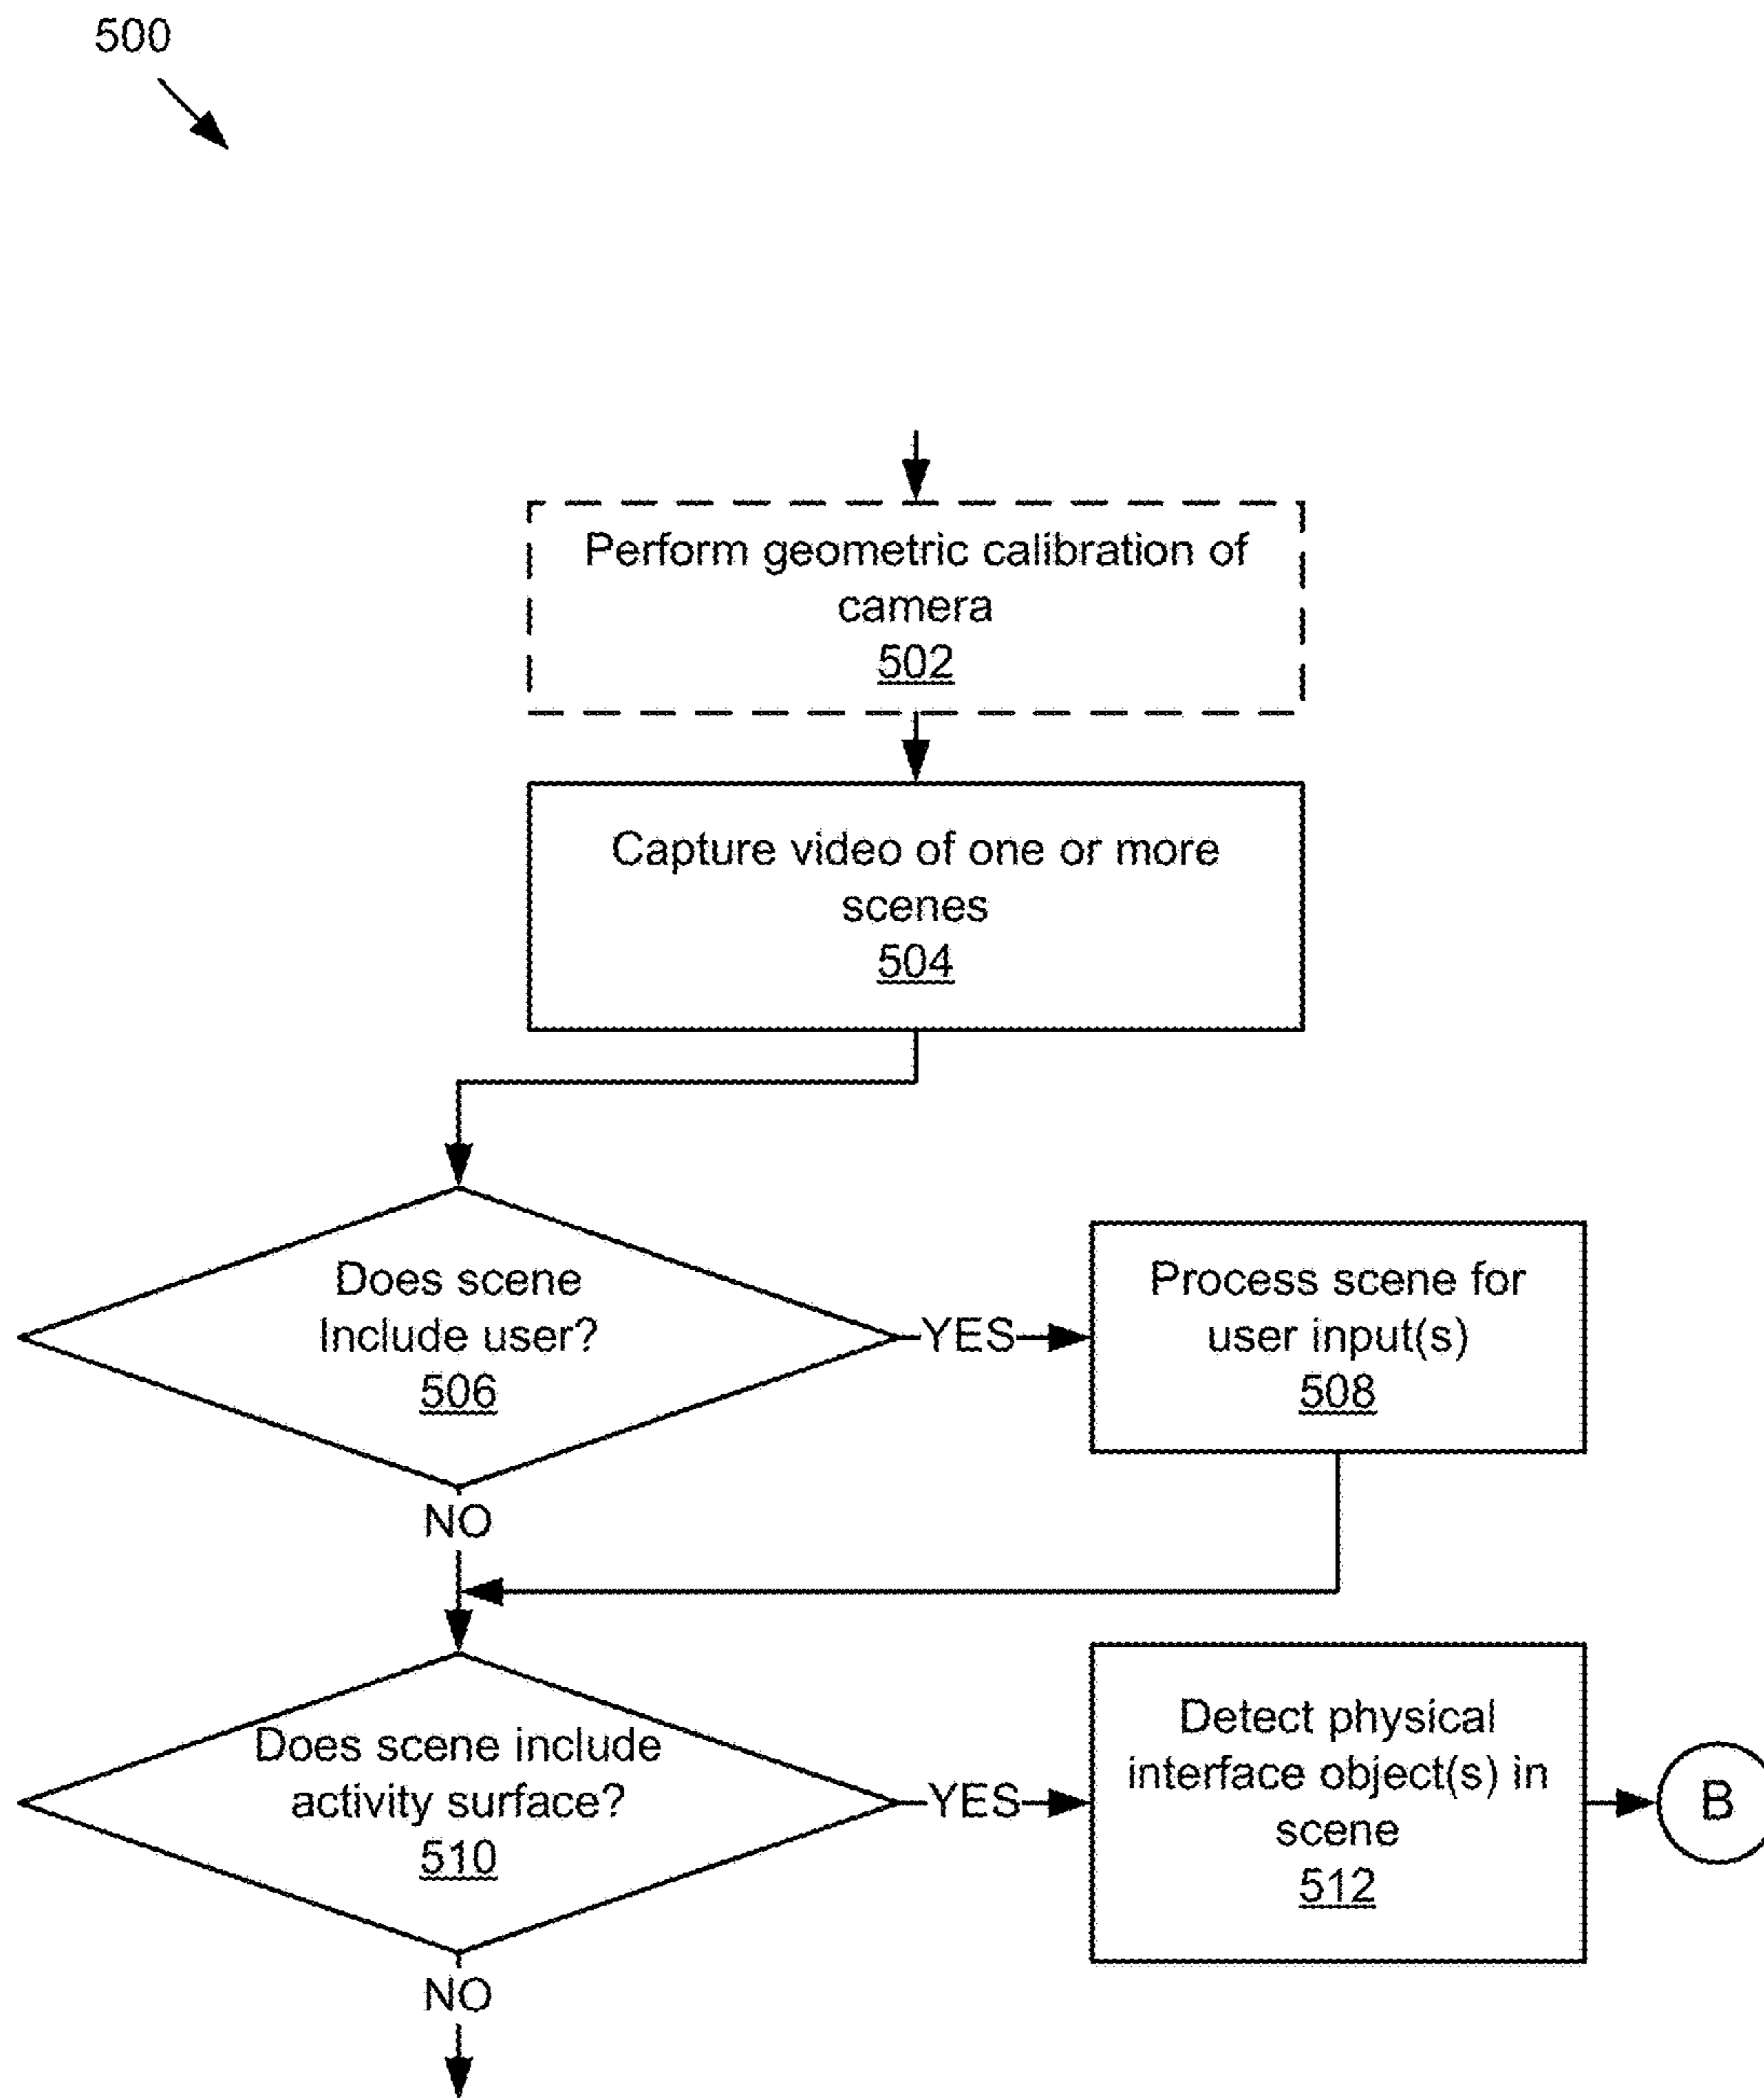 500
Perform geometric calibration of
camera
502
Capture video of one or more
scenes
504
Does scene
Include user?
506
YES
Process scene for
user input(s)
508
NO
Does scene include
activity surface?
510
YES
Detect physical
interface object(s) in
scene
512
B
NO